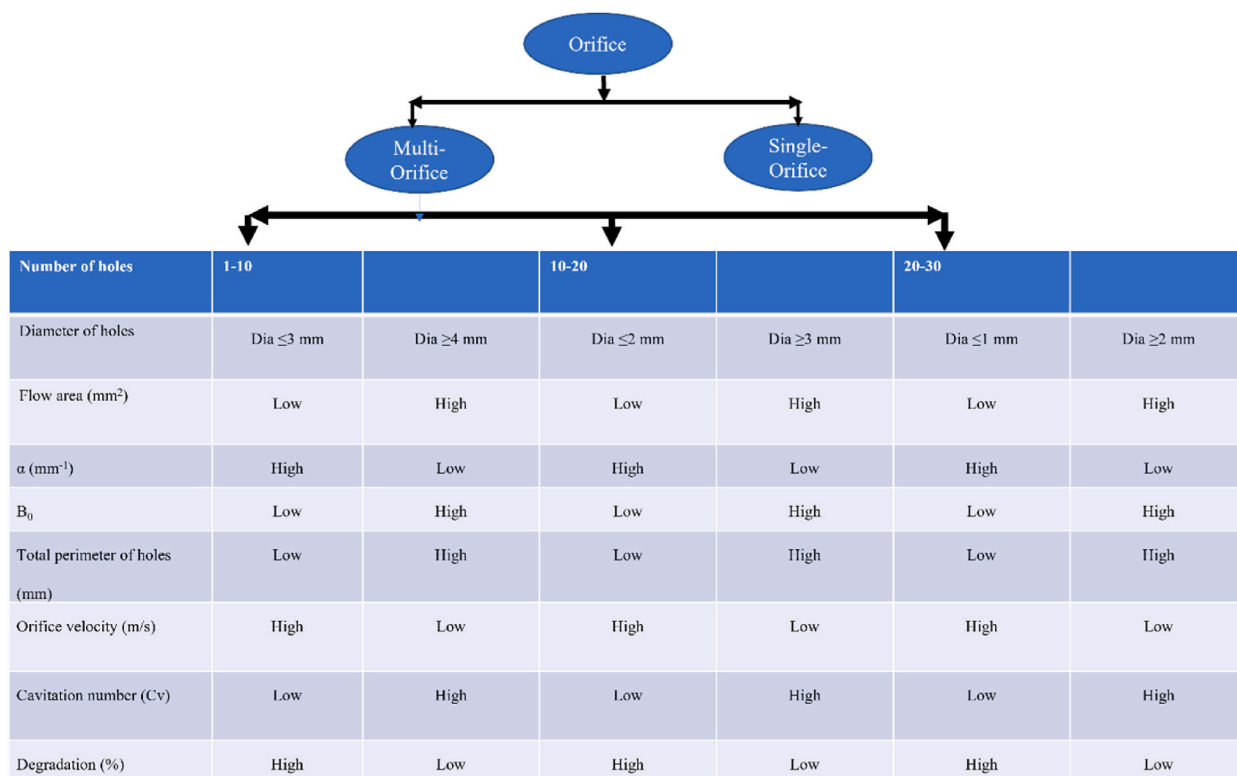 Orifice
Multi-
Orifice
Single-
Orifice
Number of holes 1-10 10-20 20-30
Diameter of holes Dia ≤3 mm Dia ≥4 mm Dia ≤2 mm Dia ≥3 mm Dia ≤1 mm Dia ≥2 mm
Flow area (mm²) Low High Low High Low High
α (mm⁻¹) High Low High Low High Low
B₀ Low High Low High Low High
Total perimeter of holes Low High Low High Low High
(mm)
Orifice velocity (m/s) High Low High Low High Low
Cavitation number (Cv) Low High Low High Low High
Degradation (%) High Low High Low High Low